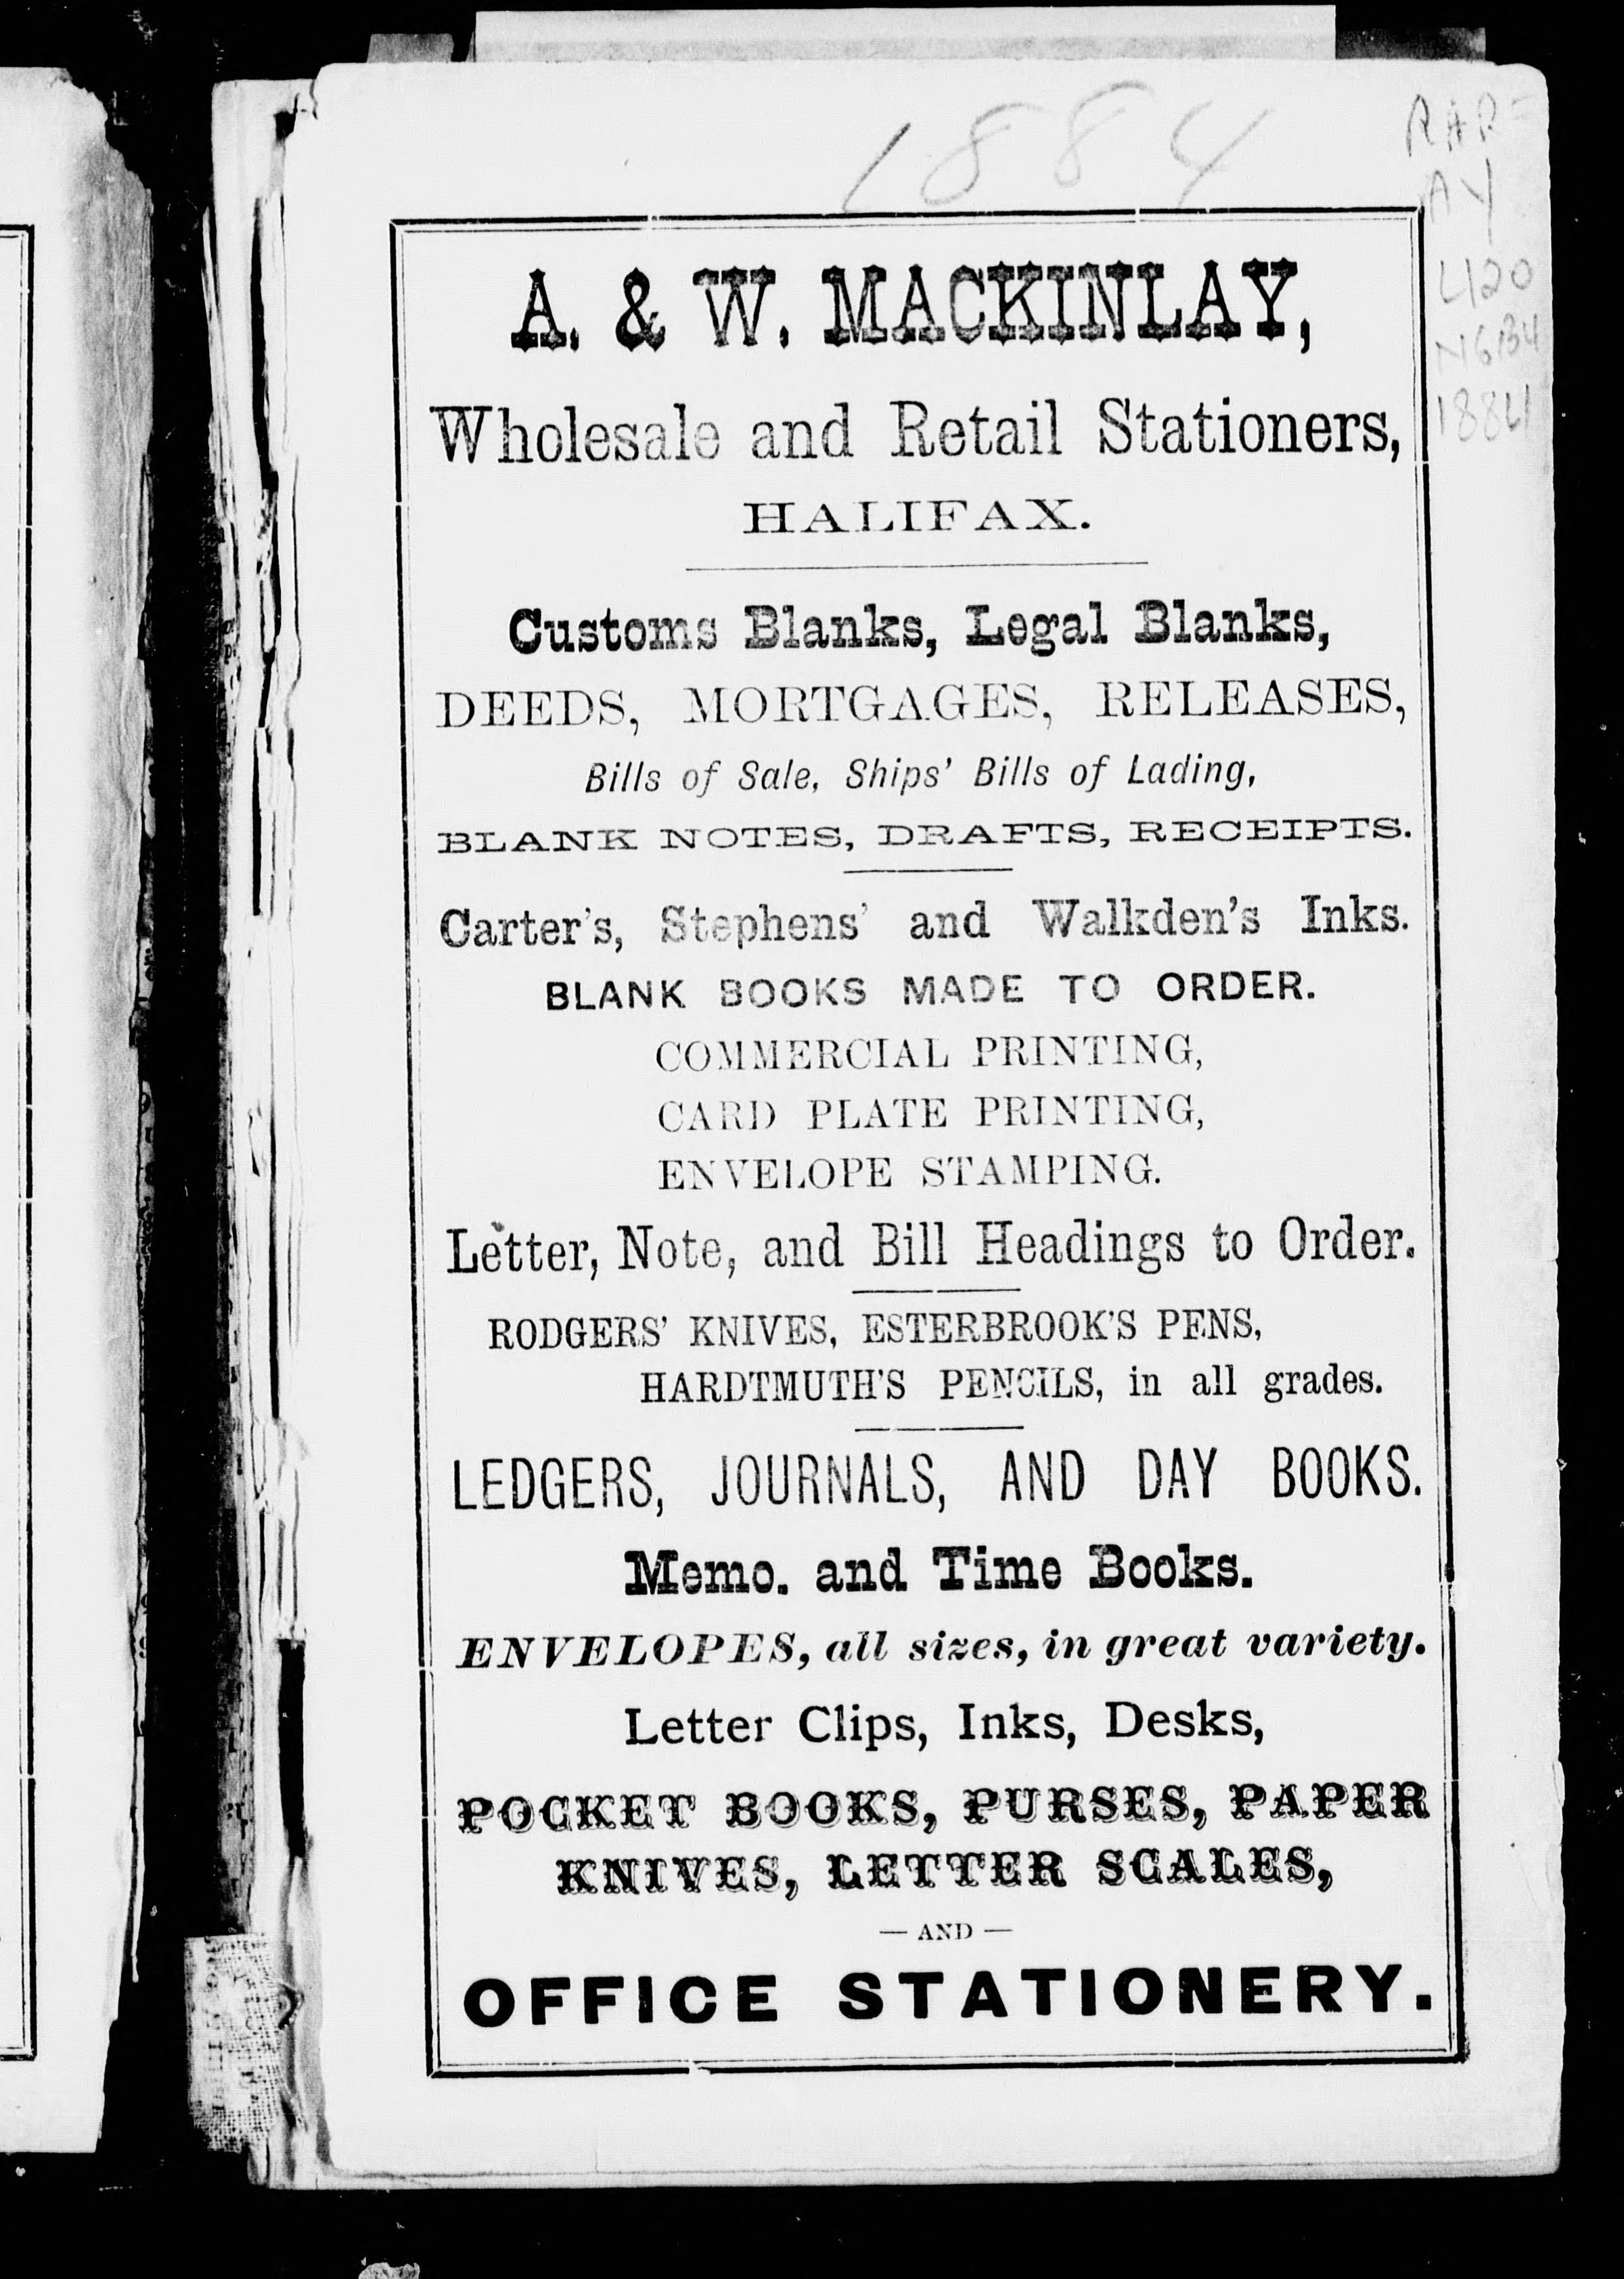 1884
RARE
AY
420
N6B4
1884
A. & W. MACKINLAY,
Wholesale and Retail Stationers,
HALIFAX.
Customs Blanks, Legal Blanks,
DEEDS, MORTGAGES, RELEASES,
Bills of Sale, Ships' Bills of Lading,
BLANK NOTES, DRAFTS, RECEIPTS.
Carter's, Stephens' and Walkden's Inks.
BLANK BOOKS MADE TO ORDER.
COMMERCIAL PRINTING,
CARD PLATE PRINTING,
ENVELOPE STAMPING.
Letter, Note, and Bill Headings to Order.
RODGERS' KNIVES, ESTERBROOK'S PENS,
HARDTMUTH'S PENCILS, in all grades.
LEDGERS, JOURNALS, AND DAY BOOKS.
Memo. and Time Books.
ENVELOPES, all sizes, in great variety.
Letter Clips, Inks, Desks,
POCKET BOOKS, PURSES, PAPER
KNIVES, LETTER SCALES,
— AND —
OFFICE STATIONERY.